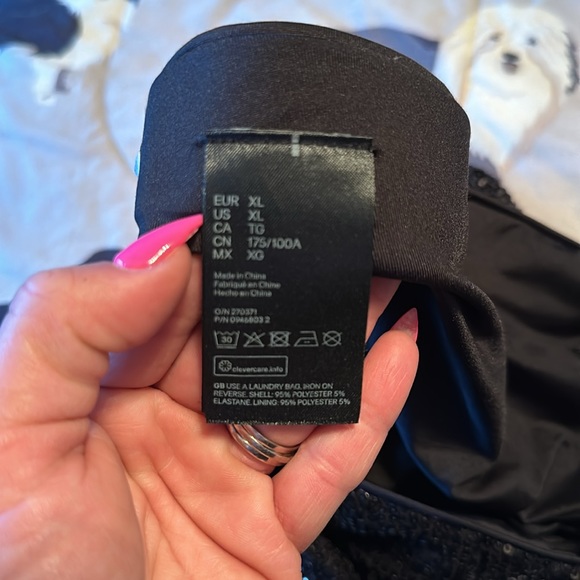 EUR XL
US XL
CA TG
CN 175/100A
MX XG
Made in China
Fabriqué en Chine
Hecho en China
O/N 270371
P/N 0946803 2
30
clevercare.info
GB USE A LAUNDRY BAG, IRON ON
REVERSE. SHELL: 95% POLYESTER 5%
ELASTANE. LINING: 95% POLYESTER 5%